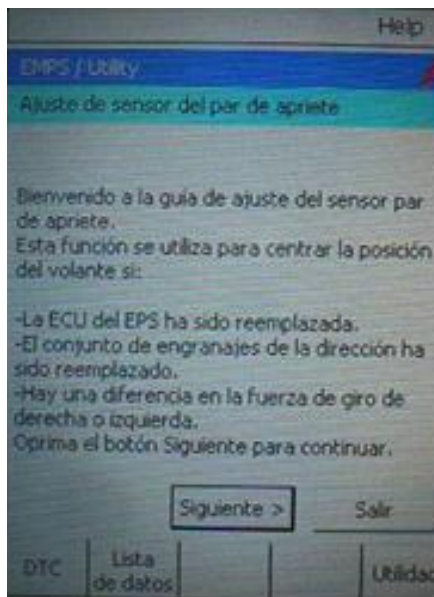 Help
EMPS / Utility
Ajuste de sensor del par de apriete
Bienvenido a la guía de ajuste del sensor par
de apriete.
Esta función se utiliza para centrar la posición
del volante si:
-La ECU del EPS ha sido reemplazada.
-El conjunto de engranajes de la dirección ha
sido reemplazado.
-Hay una diferencia en la fuerza de giro de
derecha o izquierda.
Oprima el botón Siguiente para continuar.
Siguiente >
Salir
DTC
Lista
de datos
Utilidad